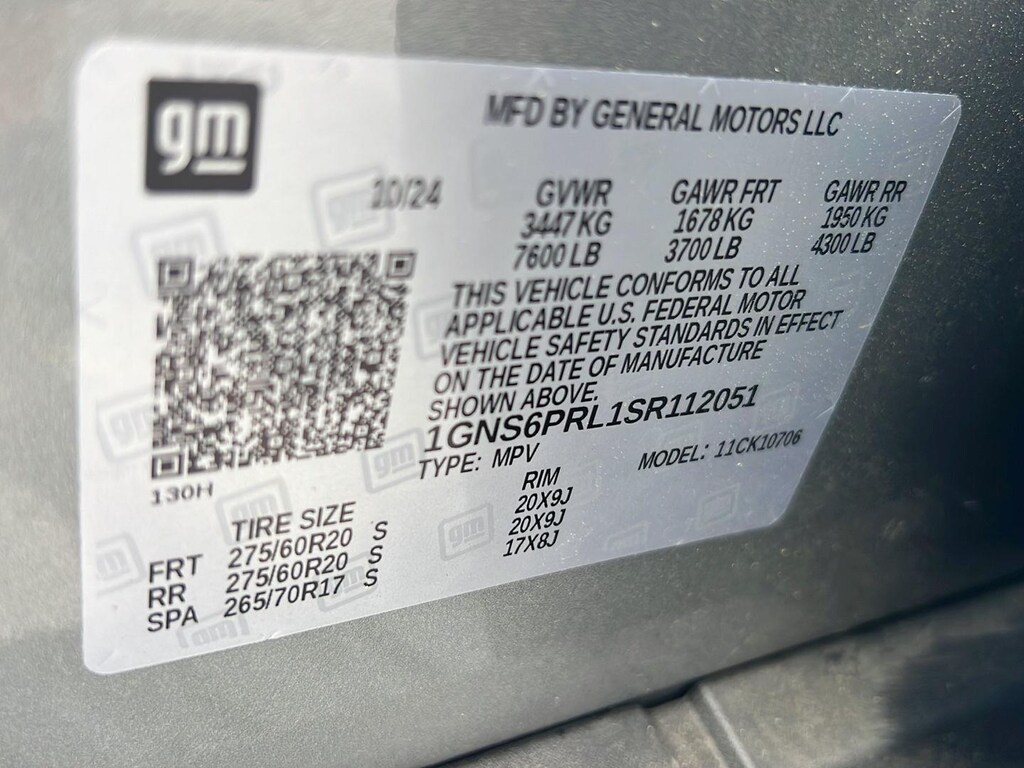 gm
MFD BY GENERAL MOTORS LLC
10/24
GVWR GAWR FRT GAWR RR
3447 KG 1678 KG 1950 KG
7600 LB 3700 LB 4300 LB
THIS VEHICLE CONFORMS TO ALL
APPLICABLE U.S. FEDERAL MOTOR
VEHICLE SAFETY STANDARDS IN EFFECT
ON THE DATE OF MANUFACTURE
SHOWN ABOVE.
1GNS6PRL1SR112051
TYPE: MPV MODEL: 11CK10706
130H
TIRE SIZE RIM
FRT 275/60R20 S 20X9J
RR 275/60R20 S 20X9J
SPA 265/70R17 S 17X8J